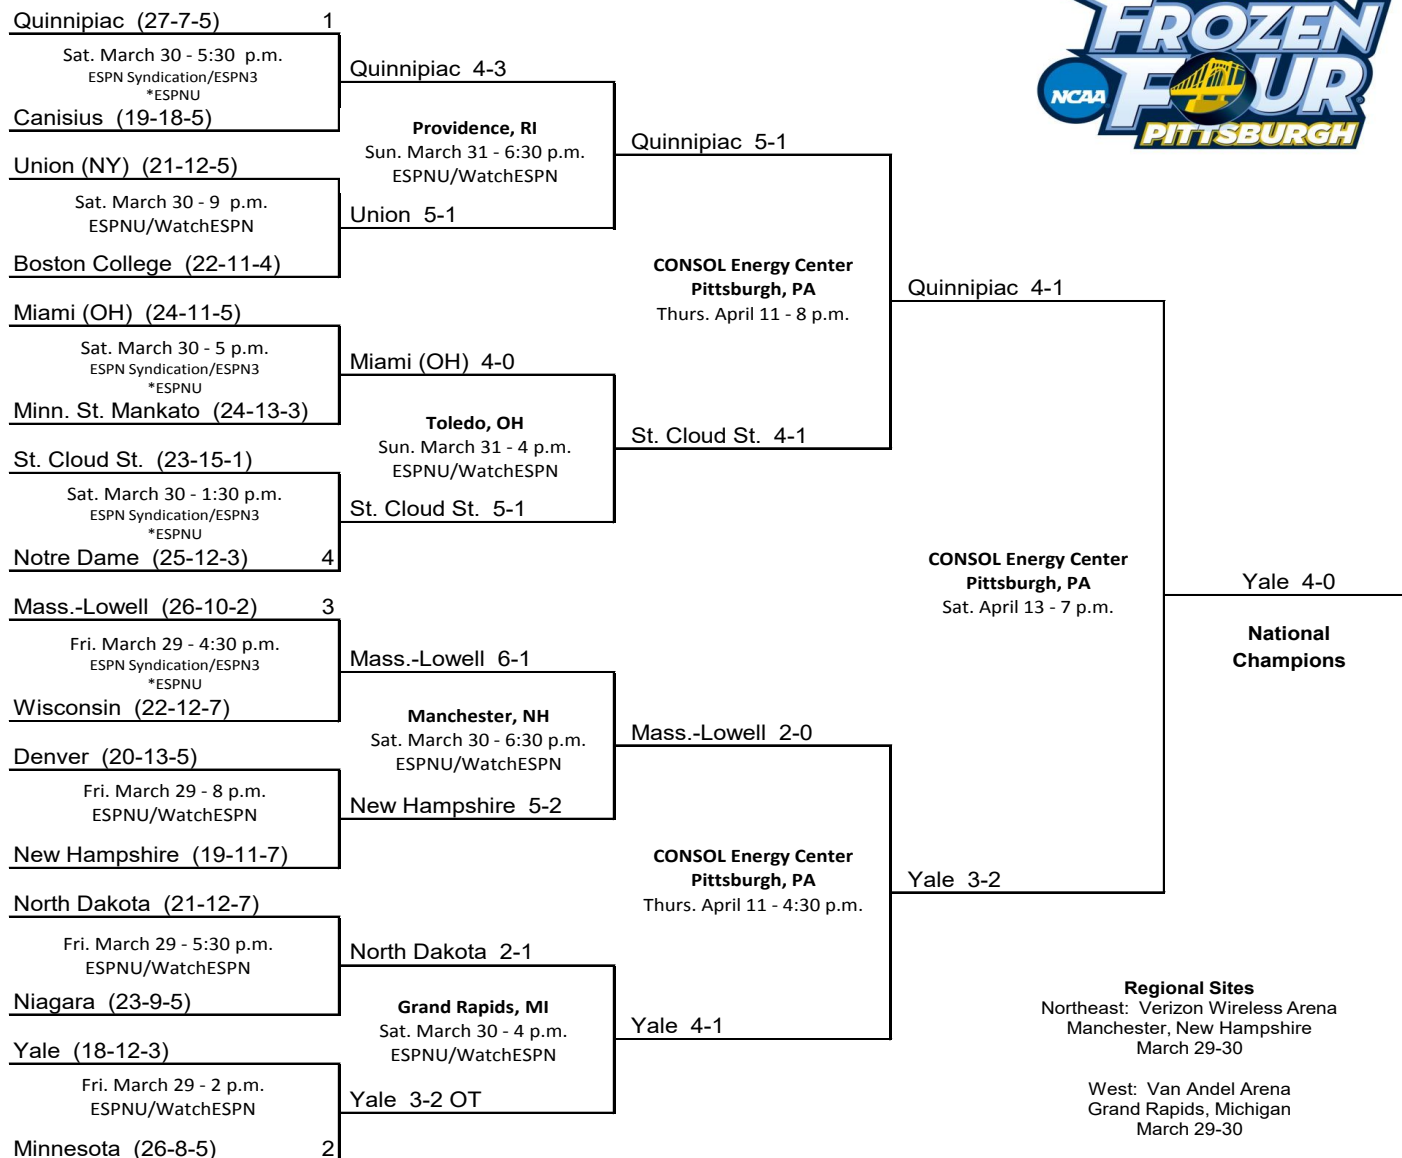 Quinnipiac (27-7-5) 1
Sat. March 30 - 5:30 p.m.
ESPN Syndication/ESPN3
*ESPNU
Canisius (19-18-5)
Union (NY) (21-12-5)
Sat. March 30 - 9 p.m.
ESPNU/WatchESPN
Boston College (22-11-4)
Miami (OH) (24-11-5)
Sat. March 30 - 5 p.m.
ESPN Syndication/ESPN3
*ESPNU
Minn. St. Mankato (24-13-3)
St. Cloud St. (23-15-1)
Sat. March 30 - 1:30 p.m.
ESPN Syndication/ESPN3
*ESPNU
Notre Dame (25-12-3) 4
Mass.-Lowell (26-10-2) 3
Fri. March 29 - 4:30 p.m.
ESPN Syndication/ESPN3
*ESPNU
Wisconsin (22-12-7)
Denver (20-13-5)
Fri. March 29 - 8 p.m.
ESPNU/WatchESPN
New Hampshire (19-11-7)
North Dakota (21-12-7)
Fri. March 29 - 5:30 p.m.
ESPNU/WatchESPN
Niagara (23-9-5)
Yale (18-12-3)
Fri. March 29 - 2 p.m.
ESPNU/WatchESPN
Minnesota (26-8-5) 2
Quinnipiac 4-3
Providence, RI
Sun. March 31 - 6:30 p.m.
ESPNU/WatchESPN
Union 5-1
Miami (OH) 4-0
Toledo, OH
Sun. March 31 - 4 p.m.
ESPNU/WatchESPN
St. Cloud St. 5-1
Mass.-Lowell 6-1
Manchester, NH
Sat. March 30 - 6:30 p.m.
ESPNU/WatchESPN
New Hampshire 5-2
North Dakota 2-1
Grand Rapids, MI
Sat. March 30 - 4 p.m.
ESPNU/WatchESPN
Yale 3-2 OT
Quinnipiac 5-1
CONSOL Energy Center
Pittsburgh, PA
Thurs. April 11 - 8 p.m.
St. Cloud St. 4-1
Mass.-Lowell 2-0
CONSOL Energy Center
Pittsburgh, PA
Thurs. April 11 - 4:30 p.m.
Yale 4-1
Quinnipiac 4-1
CONSOL Energy Center
Pittsburgh, PA
Sat. April 13 - 7 p.m.
Yale 3-2
Yale 4-0
National
Champions
FROZEN
NCAA FOUR
PITTSBURGH
Regional Sites
Northeast: Verizon Wireless Arena
Manchester, New Hampshire
March 29-30
West: Van Andel Arena
Grand Rapids, Michigan
March 29-30